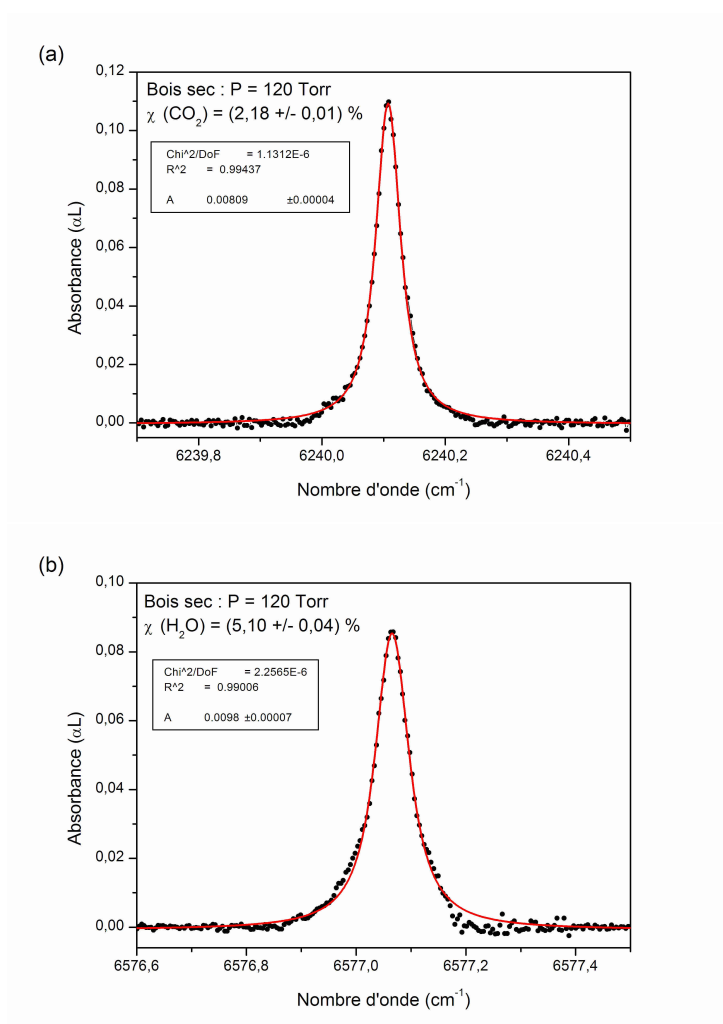 (a)
0,12
0,10
0,08
0,06
0,04
0,02
0,00
Absorbance (αL)
Bois sec : P = 120 Torr
χ (CO2) = (2,18 +/- 0,01) %
Chi^2/DoF = 1.1312E-6
R^2 = 0.99437
A 0.00809 ±0.00004
6239,8 6240,0 6240,2 6240,4
Nombre d'onde (cm-1)
(b)
0,10
0,08
0,06
0,04
0,02
0,00
Absorbance (αL)
Bois sec : P = 120 Torr
χ (H2O) = (5,10 +/- 0,04) %
Chi^2/DoF = 2.2565E-6
R^2 = 0.99006
A 0.0098 ±0.00007
6576,6 6576,8 6577,0 6577,2 6577,4
Nombre d'onde (cm-1)